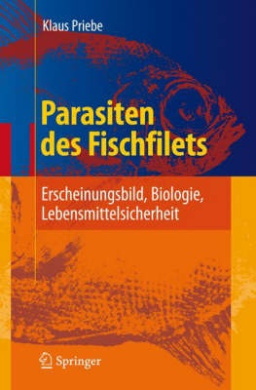 Klaus Priebe
Parasiten
des Fischfilets
Erscheinungsbild, Biologie,
Lebensmittelsicherheit
Springer